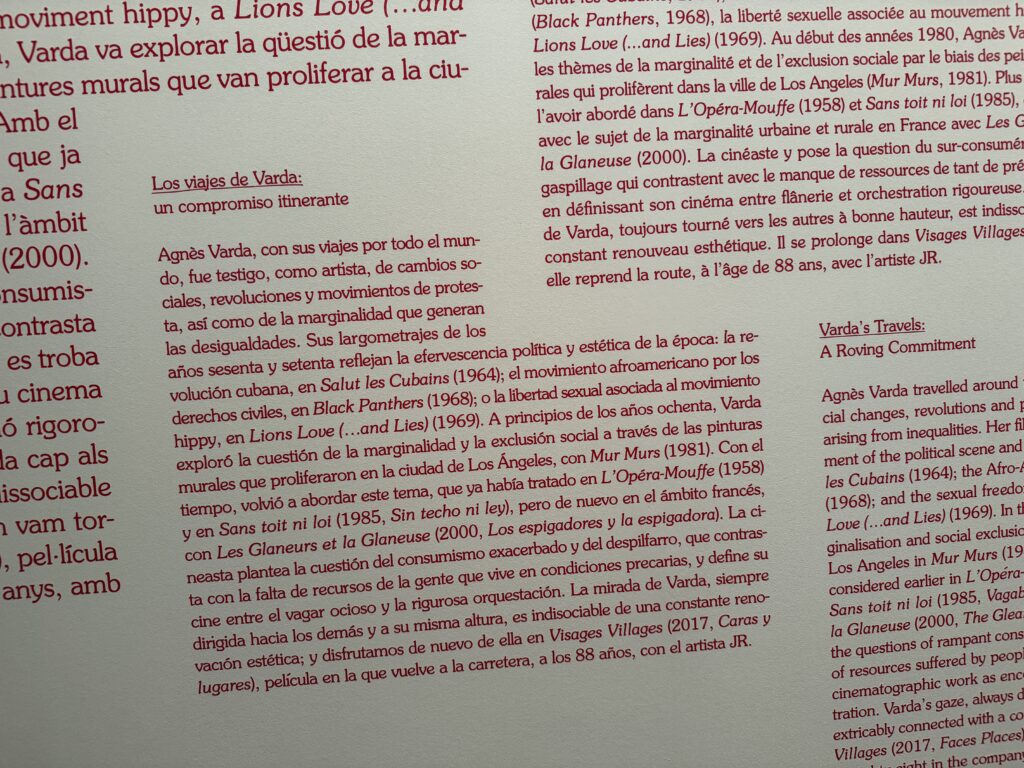 moviment hippy, a Lions Love (...and
, Varda va explorar la qüestió de la mar-
ntures murals que van proliferar a la ciu-
Amb el
que ja
a Sans
l'àmbit
(2000).
onsumis-
contrasta
es troba
u cinema
ó rigoro-
da cap als
dissociable
n vam tor-
), pel·lícula
anys, amb
Los viajes de Varda:
un compromiso itinerante
Agnès Varda, con sus viajes por todo el mun-
do, fue testigo, como artista, de cambios so-
ciales, revoluciones y movimientos de protes-
ta, así como de la marginalidad que generan
las desigualdades. Sus largometrajes de los
años sesenta y setenta reflejan la efervescencia política y estética de la época: la re-
volución cubana, en Salut les Cubains (1964); el movimiento afroamericano por los
derechos civiles, en Black Panthers (1968); o la libertad sexual asociada al movimiento
hippy, en Lions Love (...and Lies) (1969). A principios de los años ochenta, Varda
exploró la cuestión de la marginalidad y la exclusión social a través de las pinturas
murales que proliferaron en la ciudad de Los Ángeles, con Mur Murs (1981). Con el
tiempo, volvió a abordar este tema, que ya había tratado en L'Opéra-Mouffe (1958)
y en Sans toit ni loi (1985, Sin techo ni ley), pero de nuevo en el ámbito francés,
con Les Glaneurs et la Glaneuse (2000, Los espigadores y la espigadora). La ci-
neasta plantea la cuestión del consumismo exacerbado y del despilfarro, que contras-
ta con la falta de recursos de la gente que vive en condiciones precarias, y define su
cine entre el vagar ocioso y la rigurosa orquestación. La mirada de Varda, siempre
dirigida hacia los demás y a su misma altura, es indisociable de una constante reno-
vación estética; y disfrutamos de nuevo de ella en Visages Villages (2017, Caras y
lugares), película en la que vuelve a la carretera, a los 88 años, con el artista JR.
(Black Panthers, 1968), la liberté sexuelle associée au mouvement h
Lions Love (...and Lies) (1969). Au début des années 1980, Agnès Va
les thèmes de la marginalité et de l'exclusion sociale par le biais des pei
rales qui prolifèrent dans la ville de Los Angeles (Mur Murs, 1981). Plus
l'avoir abordé dans L'Opéra-Mouffe (1958) et Sans toit ni loi (1985),
avec le sujet de la marginalité urbaine et rurale en France avec Les G
la Glaneuse (2000). La cinéaste y pose la question du sur-consumér
gaspillage qui contrastent avec le manque de ressources de tant de pré
en définissant son cinéma entre flânerie et orchestration rigoureuse.
de Varda, toujours tourné vers les autres à bonne hauteur, est indisso
constant renouveau esthétique. Il se prolonge dans Visages Villages
elle reprend la route, à l'âge de 88 ans, avec l'artiste JR.
Varda's Travels:
A Roving Commitment
Agnès Varda travelled around
cial changes, revolutions and p
arising from inequalities. Her fil
ment of the political scene and
les Cubains (1964); the Afro-A
(1968); and the sexual freedo
Love (...and Lies) (1969). In th
ginalisation and social exclusio
Los Angeles in Mur Murs (19
considered earlier in L'Opéra-
Sans toit ni loi (1985, Vagab
la Glaneuse (2000, The Glea
the questions of rampant cons
of resources suffered by peopl
cinematographic work as enco
tration. Varda's gaze, always d
extricably connected with a co
Villages (2017, Faces Places)